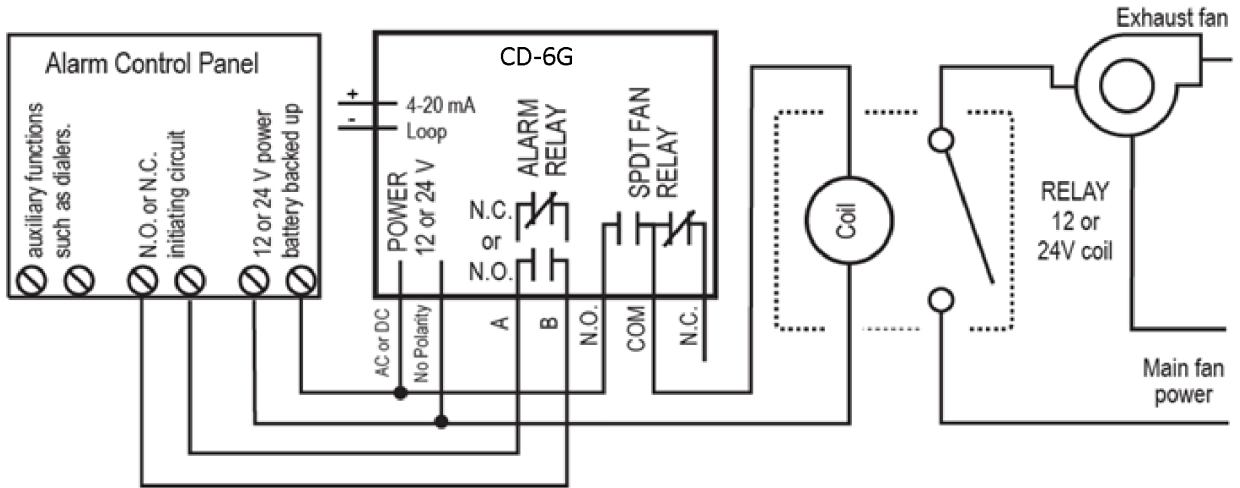 Exhaust fan
Alarm Control Panel
CD-6G
+
4-20 mA
-
Loop
auxiliary functions
such as dialers.
N.O. or N.C.
initiating circuit
12 or 24 V power
battery backed up
POWER
12 or 24 V
ALARM
RELAY
N.C.
or
N.O.
SPDT FAN
RELAY
Coil
RELAY
12 or
24V coil
AC or DC
No Polarity
A
B
N.O.
COM
N.C.
Main fan
power